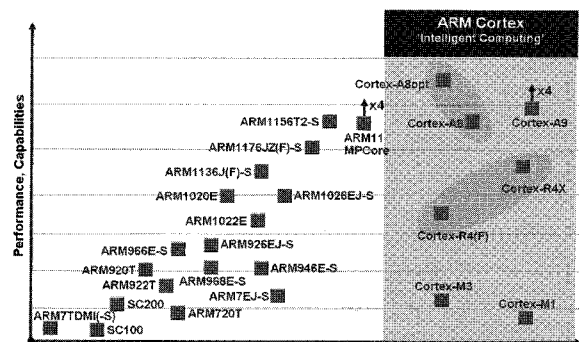 ARM Cortex
'Intelligent Computing'
Cortex-A8opt
x4
x4
ARM1156T2-S
ARM11
MPCore
Cortex-A8
Cortex-A9
ARM1176JZ(F)-S
ARM1136J(F)-S
Cortex-R4X
ARM1020E
ARM1026EJ-S
ARM1022E
Cortex-R4(F)
ARM966E-S
ARM926EJ-S
ARM920T
ARM968E-S
ARM946E-S
ARM922T
SC200
ARM7EJ-S
Cortex-M3
ARM7TDMI(-S)
SC100
ARM720T
Cortex-M1
Performance, Capabilities